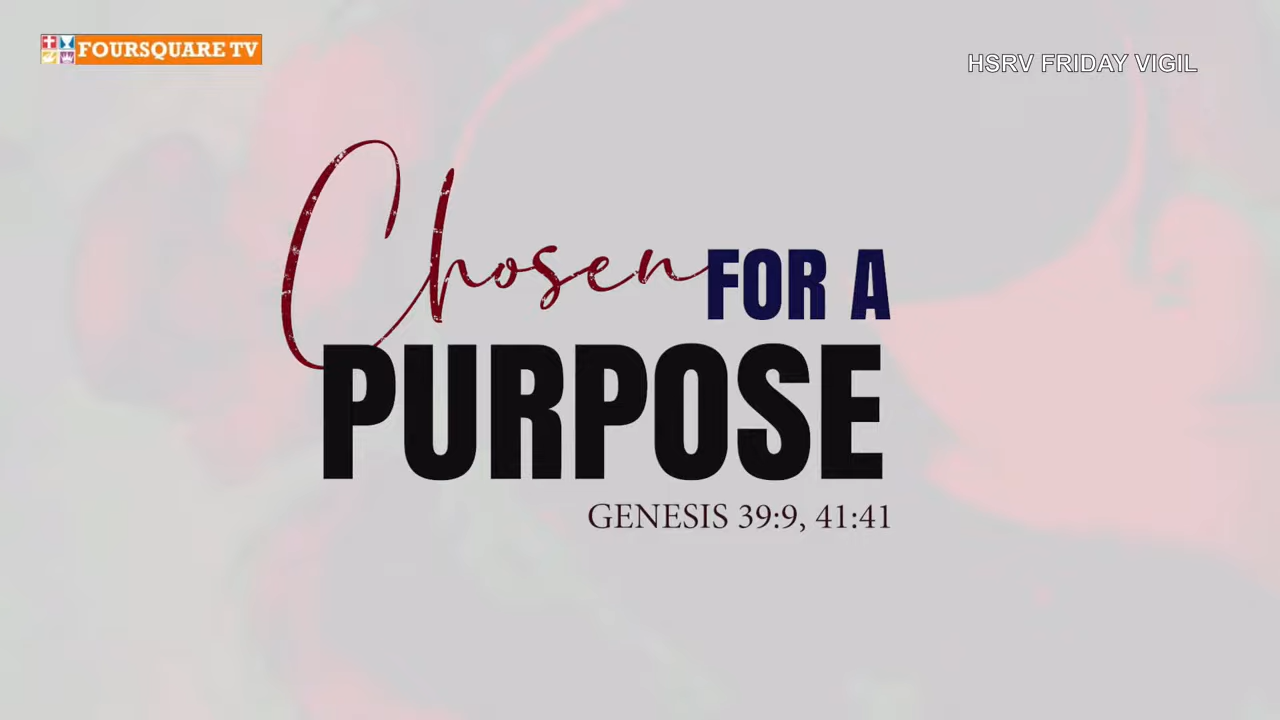 FOURSQUARE TV
HSRV FRIDAY VIGIL
Chosen FOR A
PURPOSE
GENESIS 39:9, 41:41